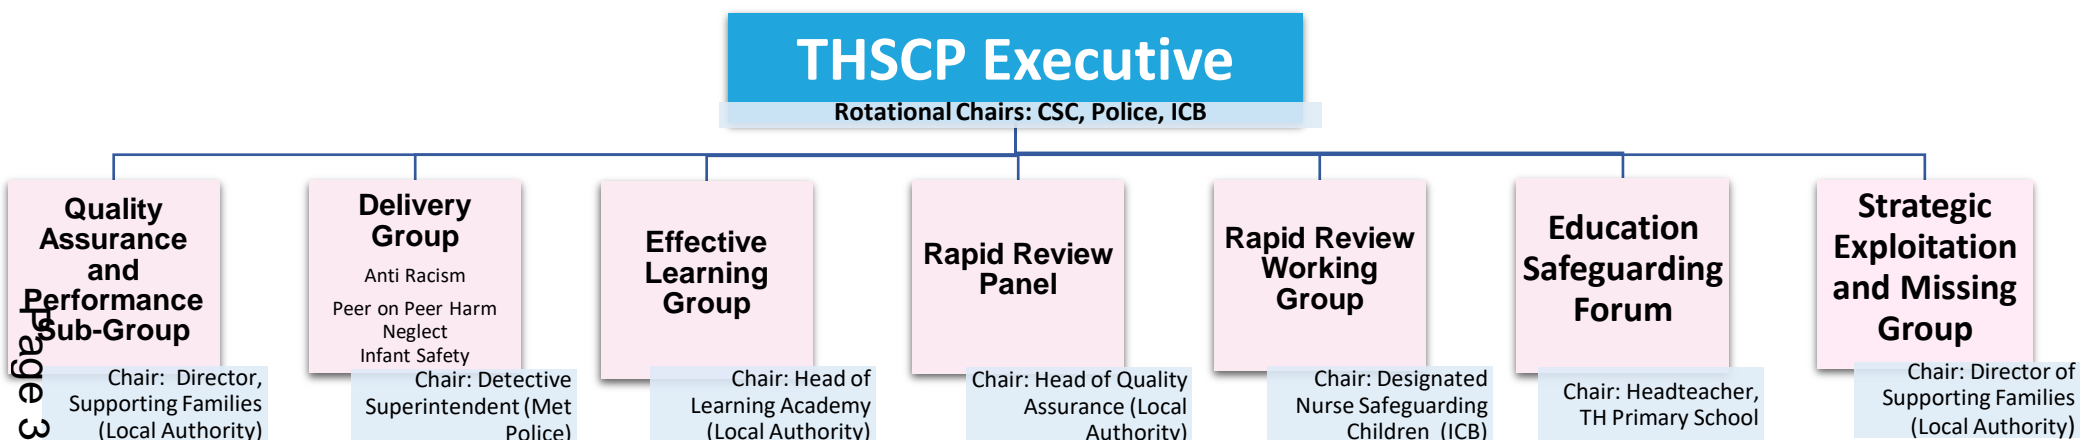 THSCP Executive
Rotational Chairs: CSC, Police, ICB
Quality
Assurance
and
Performance
Sub-Group
Chair: Director,
Supporting Families
(Local Authority)
Delivery
Group
Anti Racism
Peer on Peer Harm
Neglect
Infant Safety
Chair: Detective
Superintendent (Met
Police)
Effective
Learning
Group
Chair: Head of
Learning Academy
(Local Authority)
Rapid Review
Panel
Chair: Head of Quality
Assurance (Local
Authority)
Rapid Review
Working
Group
Chair: Designated
Nurse Safeguarding
Children (ICB)
Education
Safeguarding
Forum
Chair: Headteacher,
TH Primary School
Strategic
Exploitation
and Missing
Group
Chair: Director of
Supporting Families
(Local Authority)
Page 3